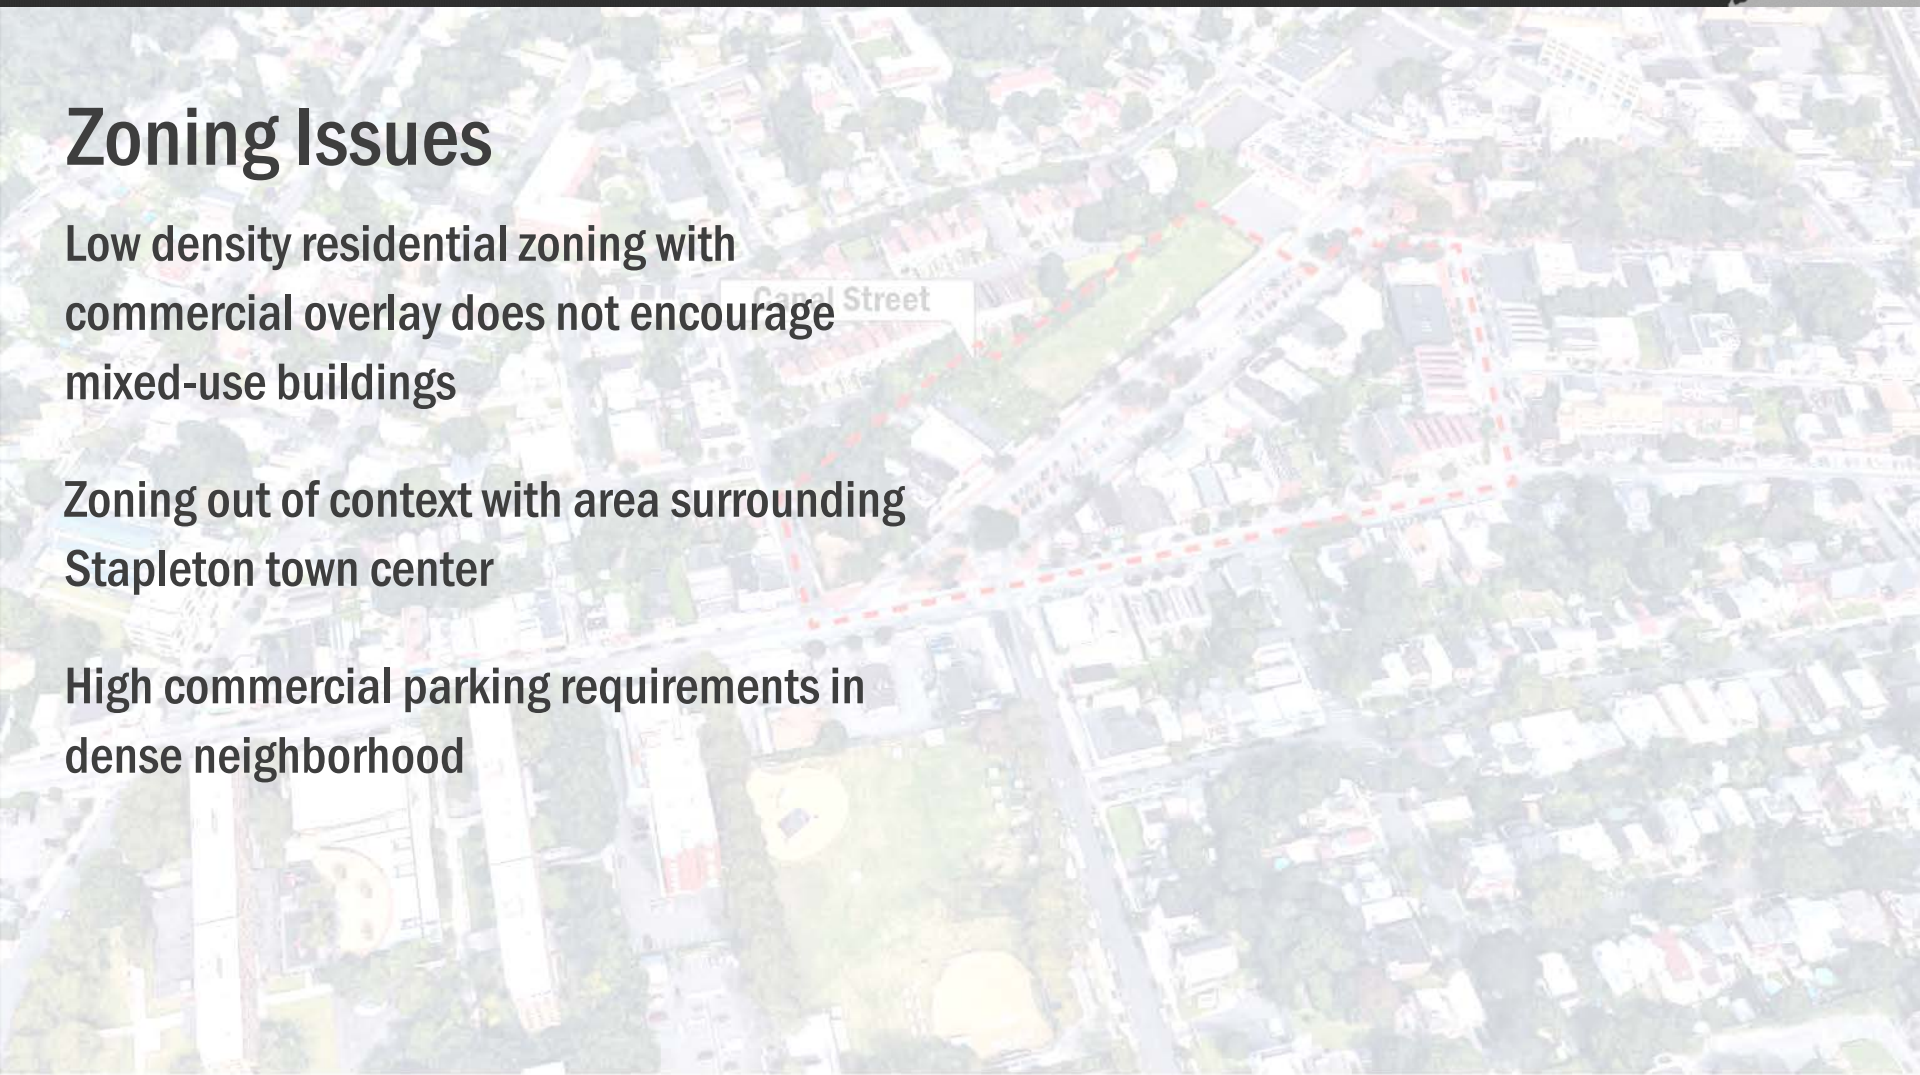 Zoning Issues
Low density residential zoning with
commercial overlay does not encourage
mixed-use buildings
Canal Street
Zoning out of context with area surrounding
Stapleton town center
High commercial parking requirements in
dense neighborhood